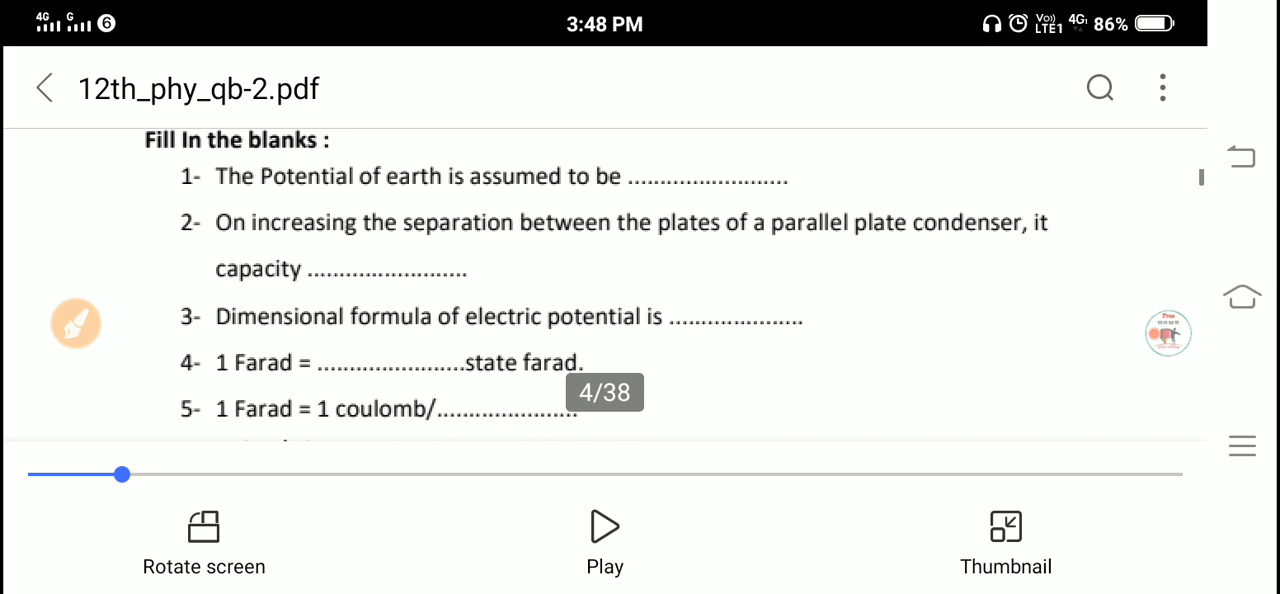 4G G 6 3:48 PM Vo)) LTE1 4G 86%
12th_phy_qb-2.pdf
Fill In the blanks :
1- The Potential of earth is assumed to be .........................
2- On increasing the separation between the plates of a parallel plate condenser, it
capacity .........................
3- Dimensional formula of electric potential is .....................
4- 1 Farad = .......................state farad.
5- 1 Farad = 1 coulomb/......................
4/38
Free
HOME
Rotate screen Play Thumbnail